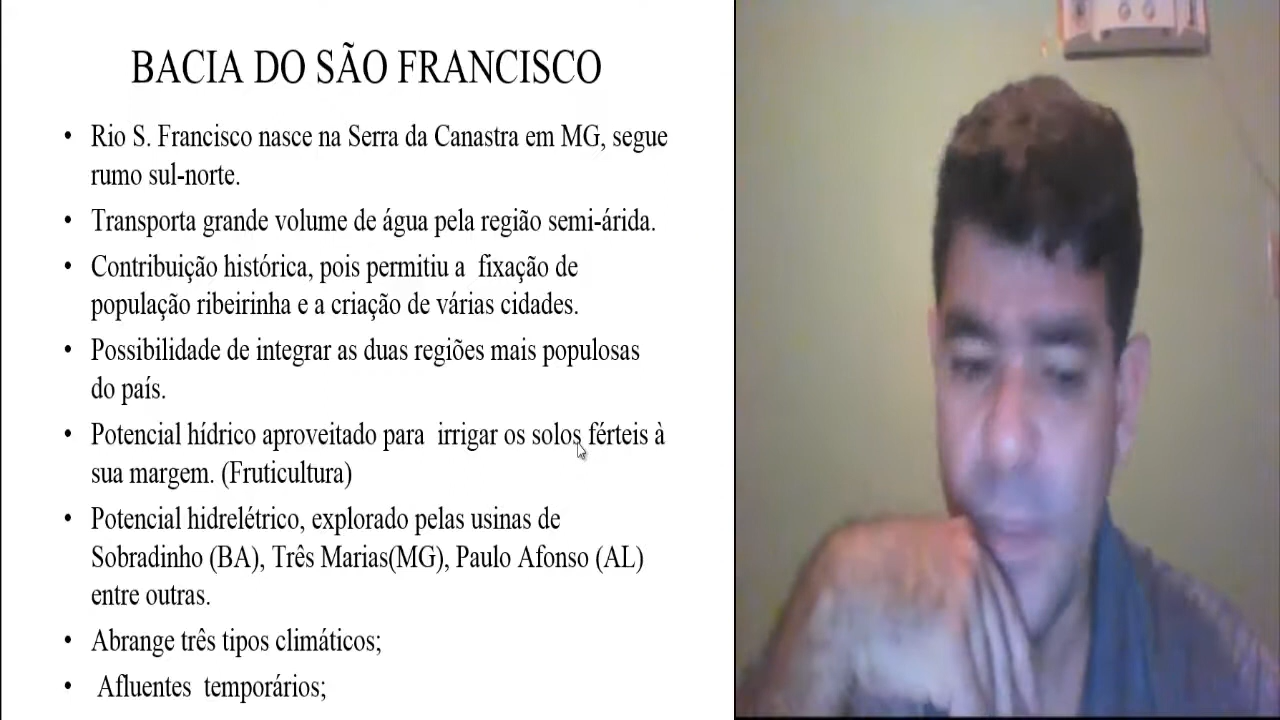 BACIA DO SÃO FRANCISCO
• Rio S. Francisco nasce na Serra da Canastra em MG, segue
rumo sul-norte.
• Transporta grande volume de água pela região semi-árida.
• Contribuição histórica, pois permitiu a fixação de
população ribeirinha e a criação de várias cidades.
• Possibilidade de integrar as duas regiões mais populosas
do país.
• Potencial hídrico aproveitado para irrigar os solos férteis à
sua margem. (Fruticultura)
• Potencial hidrelétrico, explorado pelas usinas de
Sobradinho (BA), Três Marias(MG), Paulo Afonso (AL)
entre outras.
• Abrange três tipos climáticos;
• Afluentes temporários;